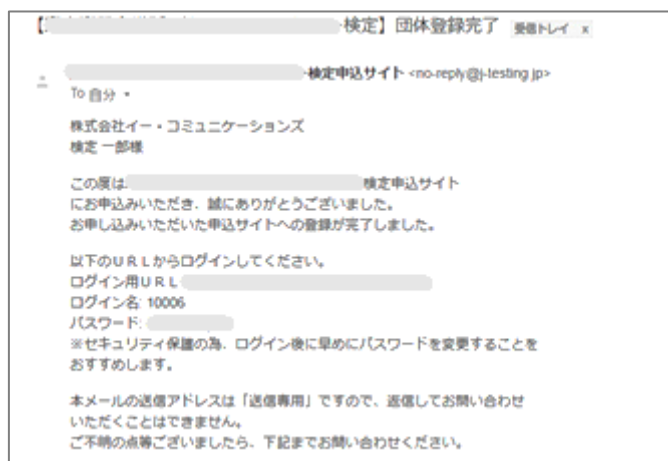 【 検定】団体登録完了 受信トレイ x
検定申込サイト <no-reply@j-testing.jp>
To 自分
株式会社イー・コミュニケーションズ
検定 一郎様
この度は 検定申込サイト
にお申込みいただき、誠にありがとうございました。
お申し込みいただいた申込サイトへの登録が完了しました。
以下のＵＲＬからログインしてください。
ログイン用ＵＲＬ
ログイン名: 10006
パスワード:
※セキュリティ保護の為、ログイン後に早めにパスワードを変更することを
おすすめします。
本メールの送信アドレスは「送信専用」ですので、返信してお問い合わせ
いただくことはできません。
ご不明の点等ございましたら、下記までお問い合わせください。